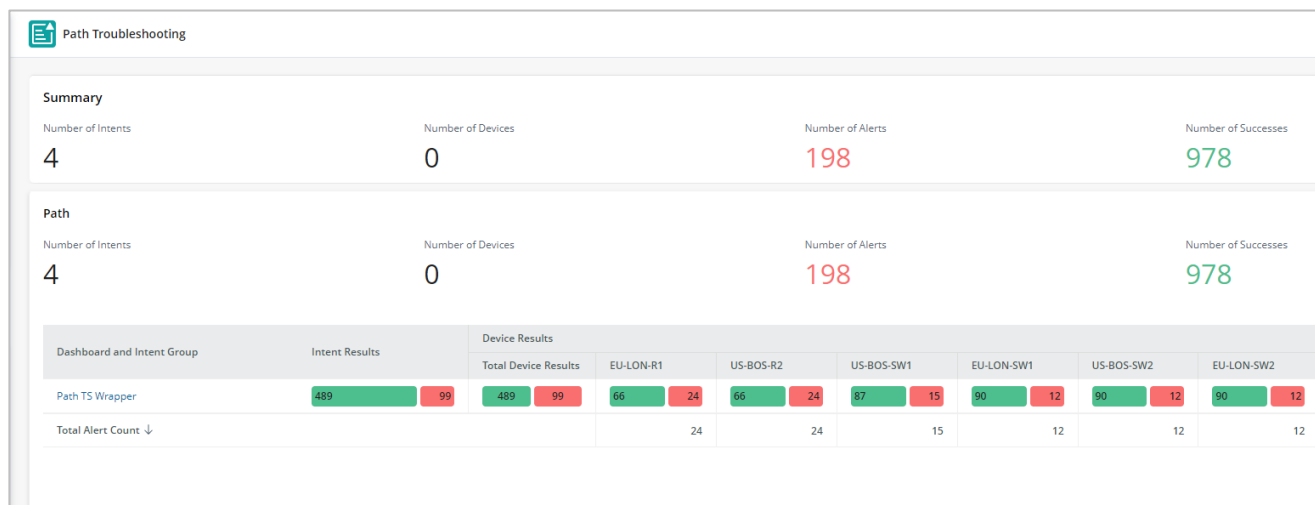 Path Troubleshooting
Summary
Number of Intents Number of Devices Number of Alerts Number of Successes
4 0 198 978
Path
Number of Intents Number of Devices Number of Alerts Number of Successes
4 0 198 978
Dashboard and Intent Group Intent Results Device Results
Total Device Results EU-LON-R1 US-BOS-R2 US-BOS-SW1 EU-LON-SW1 US-BOS-SW2 EU-LON-SW2
Path TS Wrapper 489 99 489 99 66 24 66 24 87 15 90 12 90 12 90 12
Total Alert Count ↓ 24 24 15 12 12 12